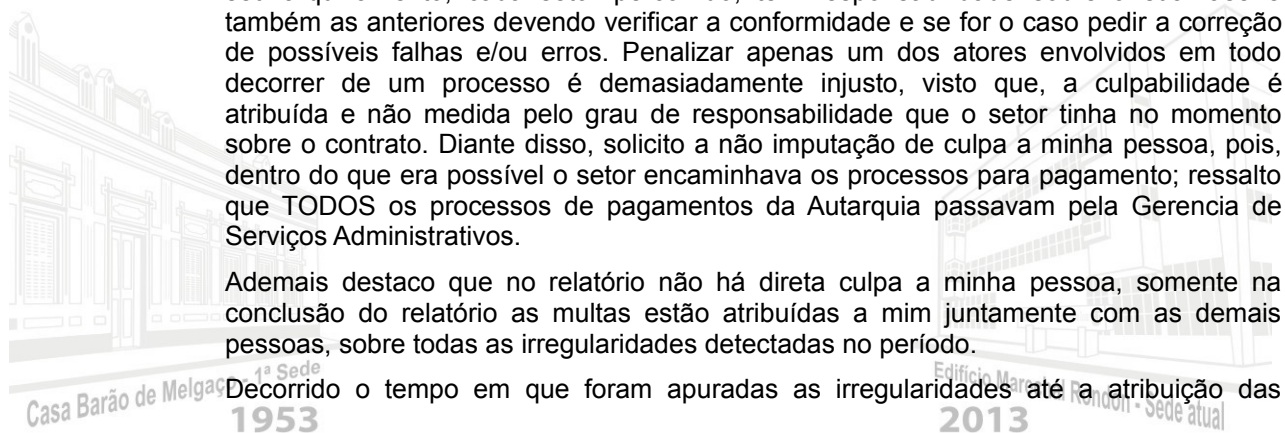 também as anteriores devendo verificar a conformidade e se for o caso pedir a correção
de possíveis falhas e/ou erros. Penalizar apenas um dos atores envolvidos em todo
decorrer de um processo é demasiadamente injusto, visto que, a culpabilidade é
atribuída e não medida pelo grau de responsabilidade que o setor tinha no momento
sobre o contrato. Diante disso, solicito a não imputação de culpa a minha pessoa, pois,
dentro do que era possível o setor encaminhava os processos para pagamento; ressalto
que TODOS os processos de pagamentos da Autarquia passavam pela Gerencia de
Serviços Administrativos.
Ademais destaco que no relatório não há direta culpa a minha pessoa, somente na
conclusão do relatório as multas estão atribuídas a mim juntamente com as demais
pessoas, sobre todas as irregularidades detectadas no período.
Decorrido o tempo em que foram apuradas as irregularidades até a atribuição das
Casa Barão de Melgaço - 1ª Sede
1953
Edifício Marechal Rondon - Sede atual
2013